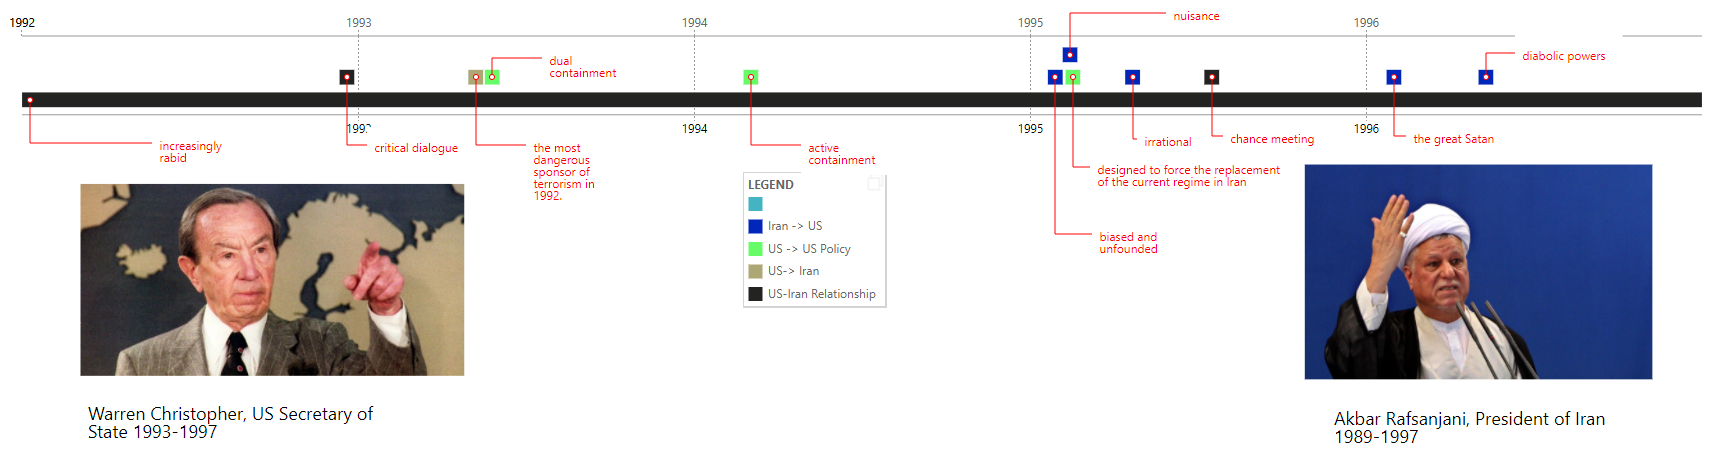 1992
1993
1994
1995
1996
nuisance
dual
containment
diabolic powers
1993
1994
1995
1996
increasingly
rabid
critical dialogue
the most
dangerous
sponsor of
terrorism in
1992.
active
containment
irrational
chance meeting
the great Satan
designed to force the replacement
of the current regime in Iran
biased and
unfounded
LEGEND
Iran -> US
US -> US Policy
US-> Iran
US-Iran Relationship
Warren Christopher, US Secretary of
State 1993-1997
Akbar Rafsanjani, President of Iran
1989-1997